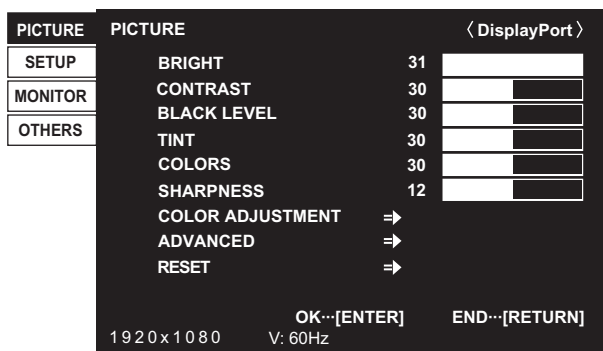 PICTURE
SETUP
MONITOR
OTHERS
PICTURE 〈DisplayPort〉
BRIGHT 31
CONTRAST 30
BLACK LEVEL 30
TINT 30
COLORS 30
SHARPNESS 12
COLOR ADJUSTMENT
ADVANCED
RESET
OK···[ENTER] END···[RETURN]
1920x1080 V: 60Hz